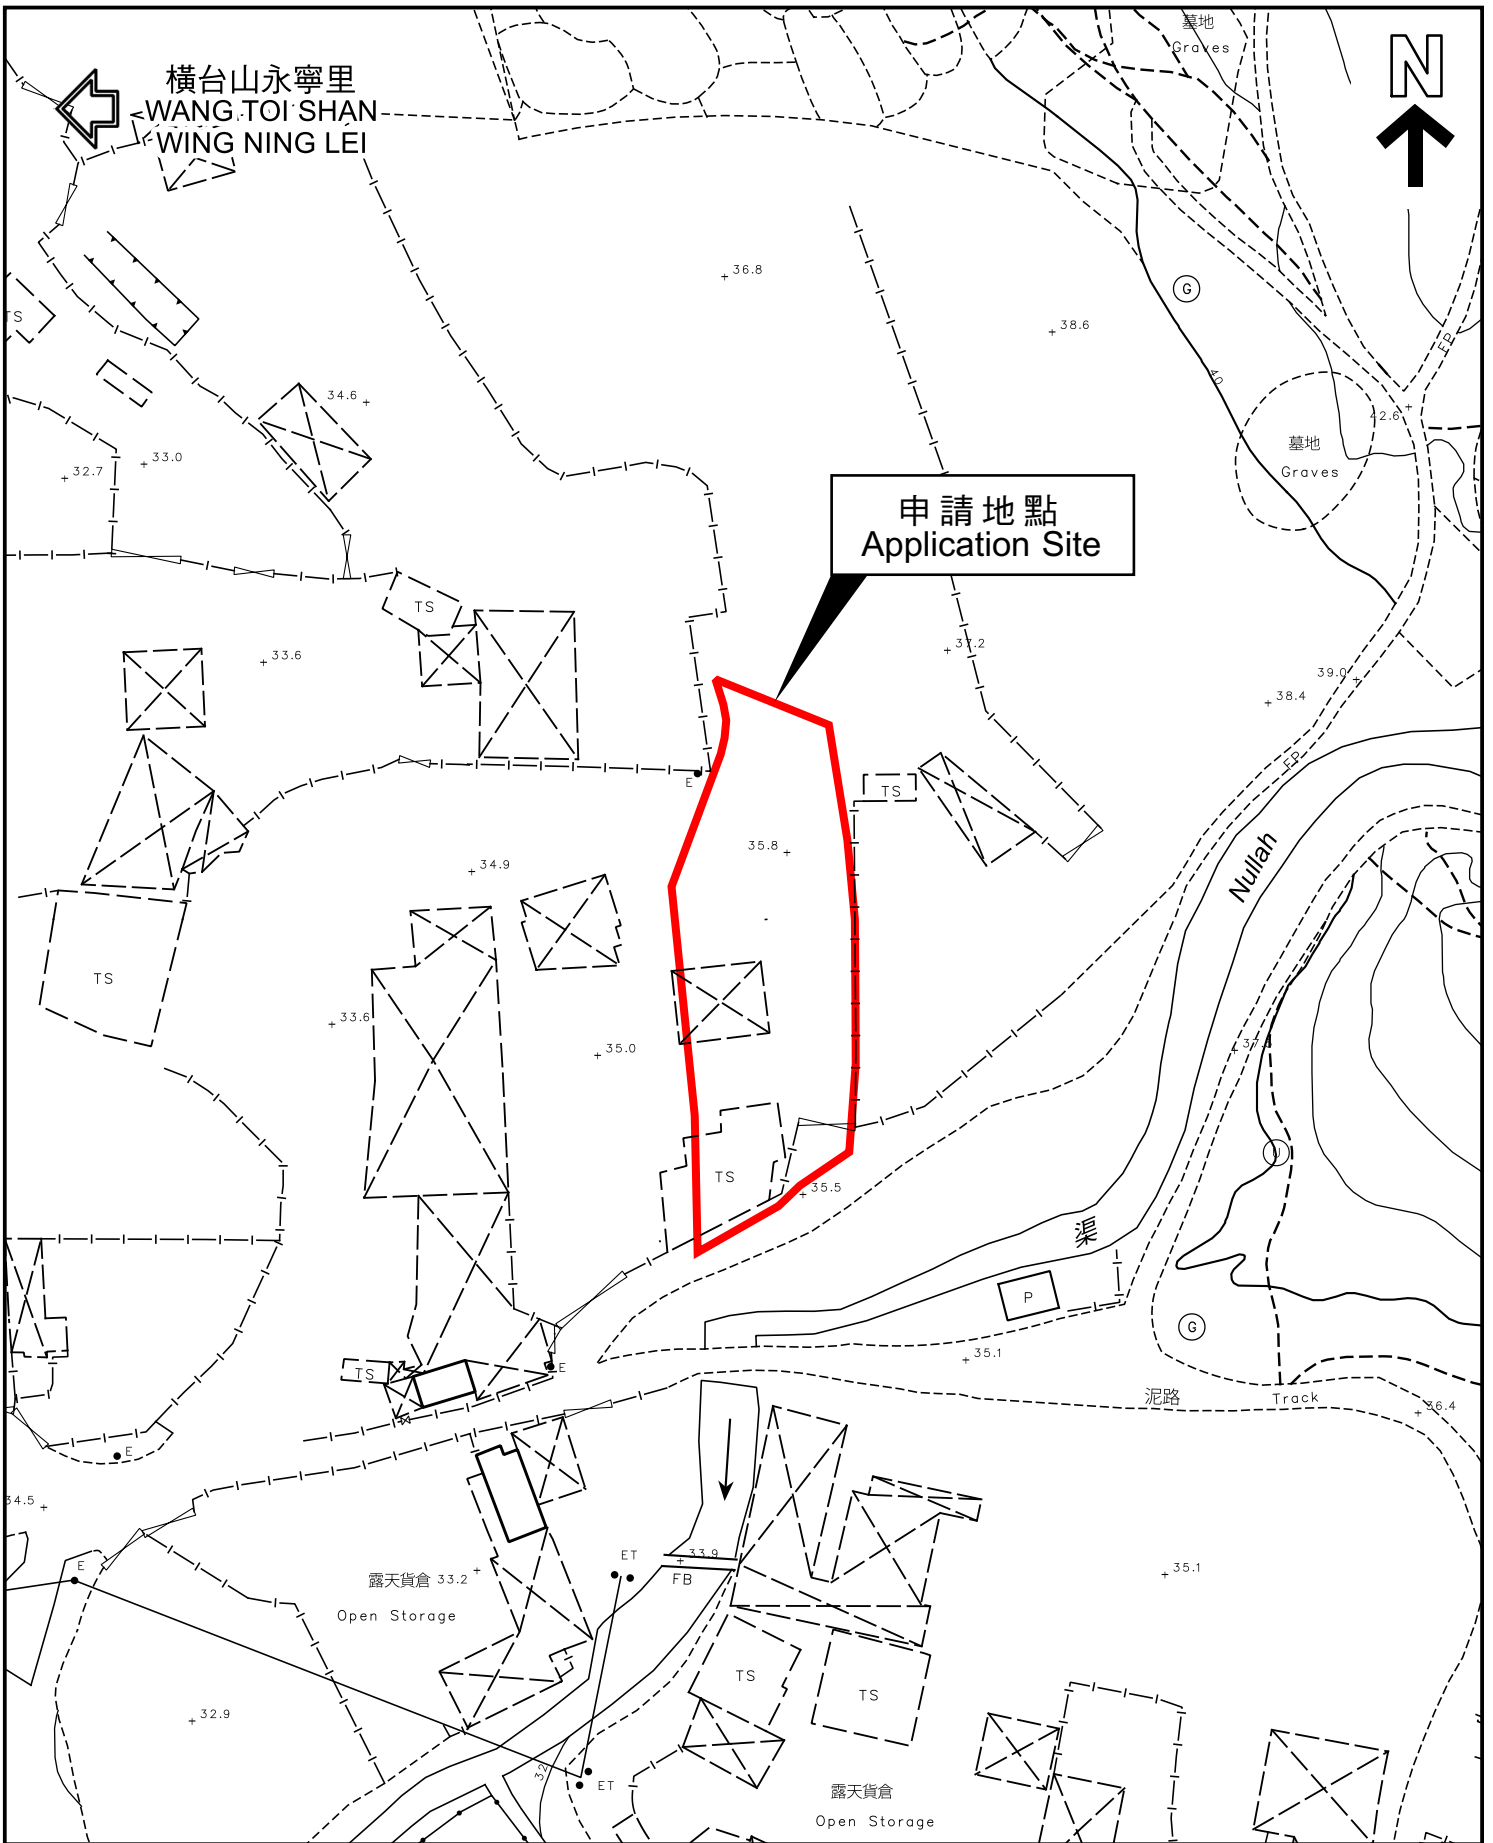 墓地
Graves
N
橫台山永寧里
WANG TOI SHAN
WING NING LEI
36.8
G
38.6
TS
FP
40
34.6
42.6
墓地
Graves
33.0
32.7
申請地點
Application Site
TS
37.2
33.6
39.0
38.4
FP
E
TS
35.8
34.9
Nullah
TS
33.6
35.0
TS
35.5
U
渠
P
G
35.1
E
TS
泥路
Track
36.4
E
34.5
ET
33.9
FB
E
露天貨倉
33.2
Open Storage
35.1
TS
TS
32.9
32
ET
露天貨倉
Open Storage